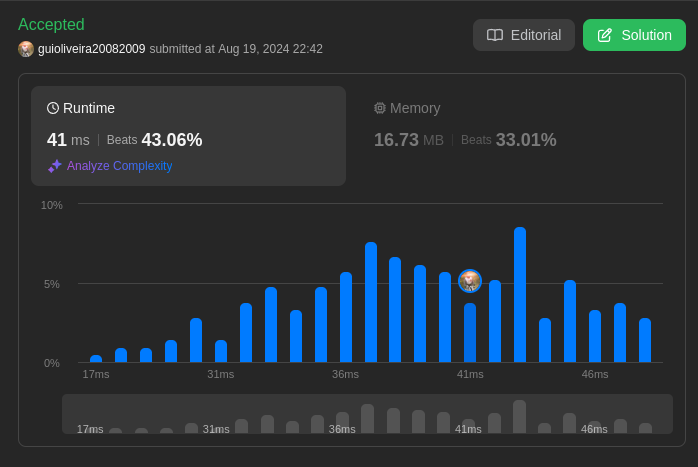 Accepted
guioliveira20082009 submitted at Aug 19, 2024 22:42
Editorial
Solution
Runtime
41 ms | Beats 43.06%
Analyze Complexity
Memory
16.73 MB | Beats 33.01%
10%
5%
0%
17ms 31ms 36ms 41ms 46ms
17ms 31ms 36ms 41ms 46ms